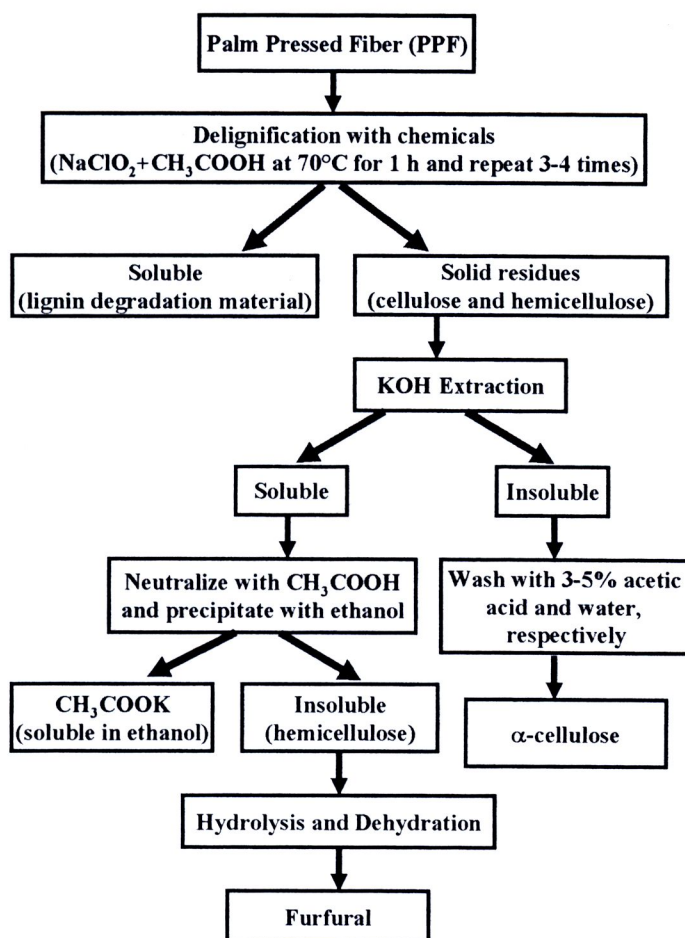 Palm Pressed Fiber (PPF)
Delignification with chemicals
(NaClO₂+CH₃COOH at 70°C for 1 h and repeat 3-4 times)
Soluble
(lignin degradation material)
Solid residues
(cellulose and hemicellulose)
KOH Extraction
Soluble
Insoluble
Neutralize with CH₃COOH
and precipitate with ethanol
Wash with 3-5% acetic
acid and water,
respectively
CH₃COOK
(soluble in ethanol)
Insoluble
(hemicellulose)
α-cellulose
Hydrolysis and Dehydration
Furfural